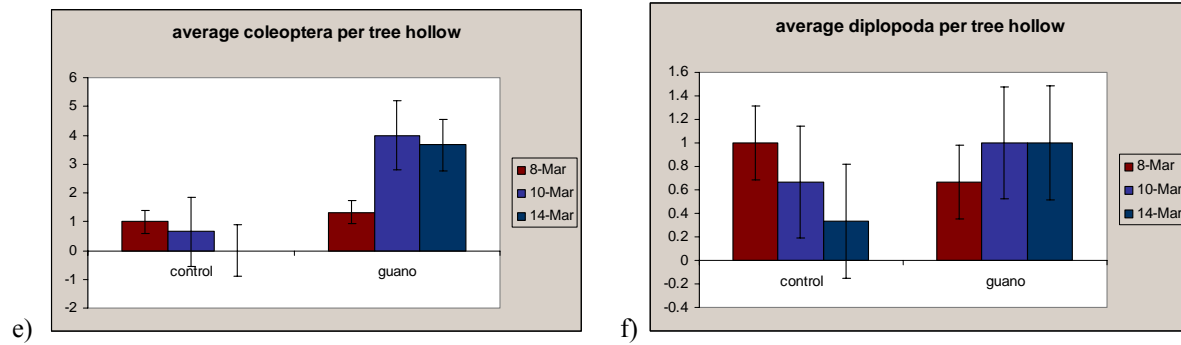 average coleoptera per tree hollow
6
5
4
3
2
1
0
-1
-2
control
guano
8-Mar
10-Mar
14-Mar
e)
average diplopoda per tree hollow
1.6
1.4
1.2
1
0.8
0.6
0.4
0.2
0
-0.2
-0.4
control
guano
8-Mar
10-Mar
14-Mar
f)